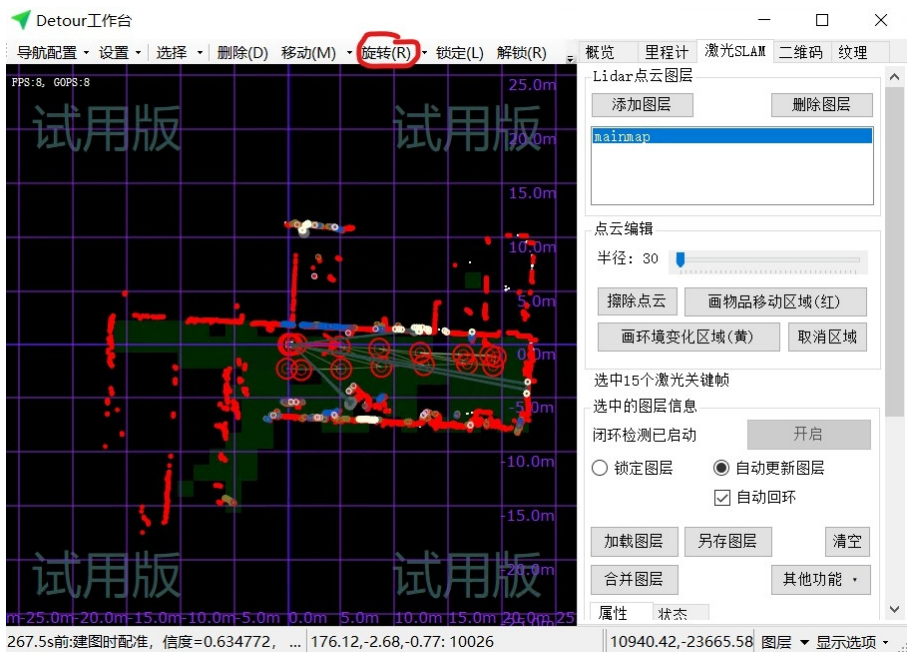 Detour工作台
导航配置 设置 选择 删除(D) 移动(M) 旋转(R) 锁定(L) 解锁(R)
概览 里程计 激光SLAM 二维码 纹理
FPS:8, GOPS:8
试用版 试用版
25.0m
20.0m
15.0m
10.0m
5.0m
0.0m
-5.0m
-10.0m
-15.0m
-20.0m
试用版 试用版
m-25.0m-20.0m-15.0m-10.0m-5.0m 0.0m 5.0m 10.0m 15.0m 20.0m 25
Lidar点云图层
添加图层 删除图层
mainmap
点云编辑
半径: 30
擦除点云 画物品移动区域(红)
画环境变化区域(黄) 取消区域
选中15个激光关键帧
选中的图层信息
闭环检测已启动 开启
锁定图层 自动更新图层
自动回环
加载图层 另存图层 清空
合并图层 其他功能
属性 状态
267.5s前:建图时配准，信度=0.634772， ... 176.12,-2.68,-0.77: 10026 10940.42,-23665.58 图层 显示选项